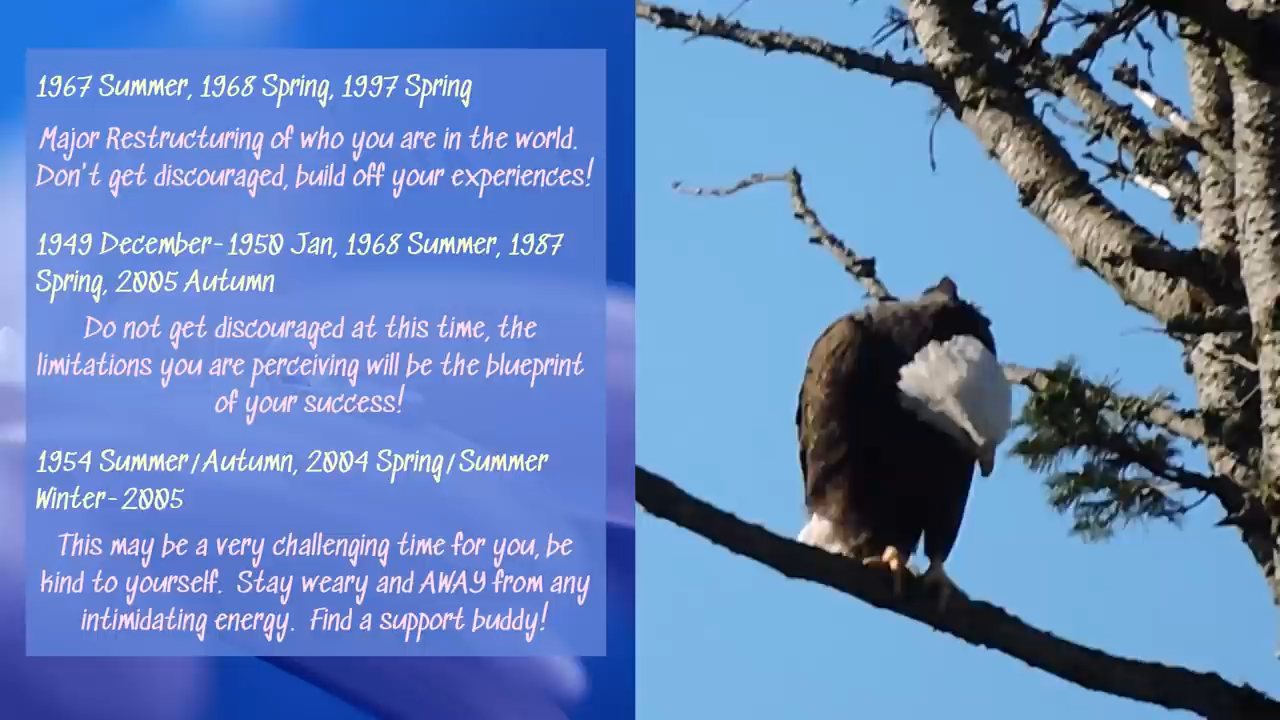 1967 Summer, 1968 Spring, 1997 Spring
Major Restructuring of who you are in the world.
Don't get discouraged, build off your experiences!
1949 December-1950 Jan, 1968 Summer, 1987
Spring, 2005 Autumn
Do not get discouraged at this time, the
limitations you are perceiving will be the blueprint
of your success!
1954 Summer/Autumn, 2004 Spring/Summer
Winter-2005
This may be a very challenging time for you, be
kind to yourself. Stay weary and AWAY from any
intimidating energy. Find a support buddy!